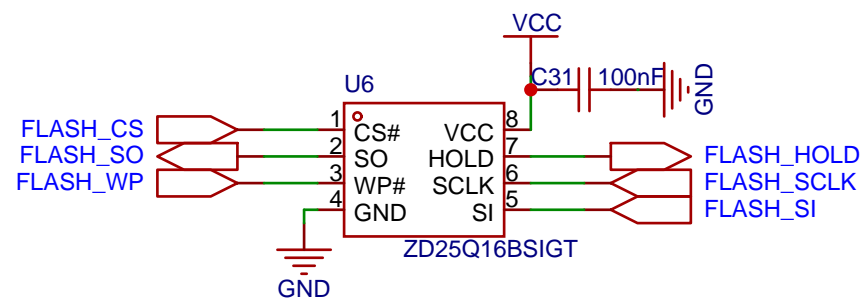 VCC
C31 100nF
GND
U6
FLASH_CS 1 CS# VCC 8
FLASH_SO 2 SO HOLD 7 FLASH_HOLD
FLASH_WP 3 WP# SCLK 6 FLASH_SCLK
4 GND SI 5 FLASH_SI
ZD25Q16BSIGT
GND